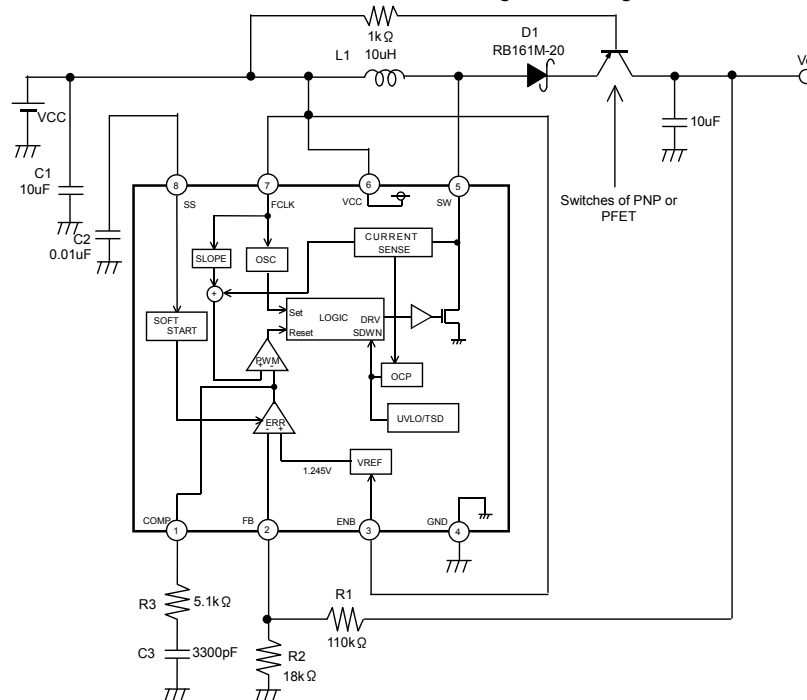 1kΩ
L1
10uH
D1
RB161M-20
VCC
C1
10uF
C2
0.01uF
10uF
Switches of PNP or
PFET
8
SS
7
FCLK
6
VCC
5
SW
CURRENT
SENSE
SLOPE
OSC
+
SOFT
START
Set
LOGIC
DRV
SDWN
Reset
PWM
+ -
OCP
ERR
- +
UVLO/TSD
1.245V
VREF
COMP
1
FB
2
ENB
3
GND
4
R3
5.1kΩ
C3
3300pF
R1
110kΩ
R2
18kΩ